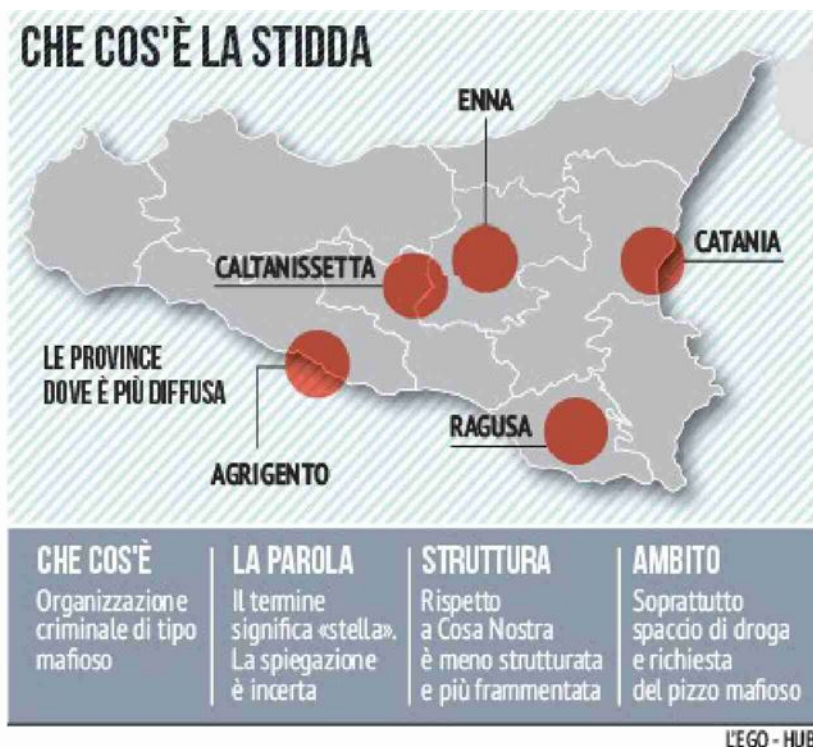 CHE COS'È LA STIDDA
ENNA
CALTANISSETTA
CATANIA
LE PROVINCE
DOVE È PIÙ DIFFUSA
RAGUSA
AGRIGENTO
CHE COS'È
Organizzazione
criminale di tipo
mafioso
LA PAROLA
Il termine
significa «stella».
La spiegazione
è incerta
STRUTTURA
Rispetto
a Cosa Nostra
è meno strutturata
e più frammentata
AMBITO
Soprattutto
spaccio di droga
e richiesta
del pizzo mafioso
L'EGO - HUB